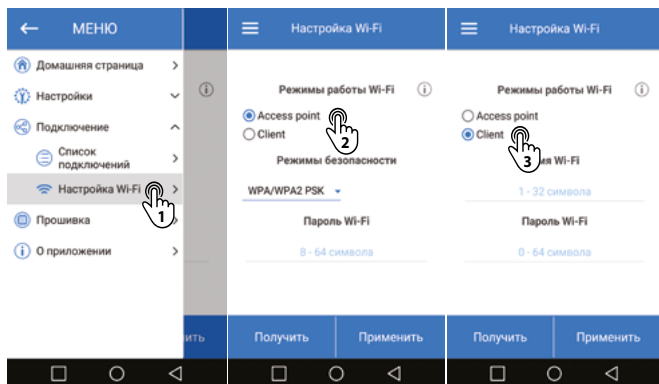 МЕНЮ
Домашняя страница
Настройки
Подключение
Список
подключений
Настройка Wi-Fi
1
Прошивка
О приложении
ить
Настройка Wi-Fi
Режимы работы Wi-Fi
Access point
Client
2
Режимы безопасности
WPA/WPA2 PSK
Пароль Wi-Fi
8 - 64 символа
Получить Применить
Настройка Wi-Fi
Режимы работы Wi-Fi
Access point
Client
3
Wi-Fi
1 - 32 символа
Пароль Wi-Fi
0 - 64 символа
Получить Применить